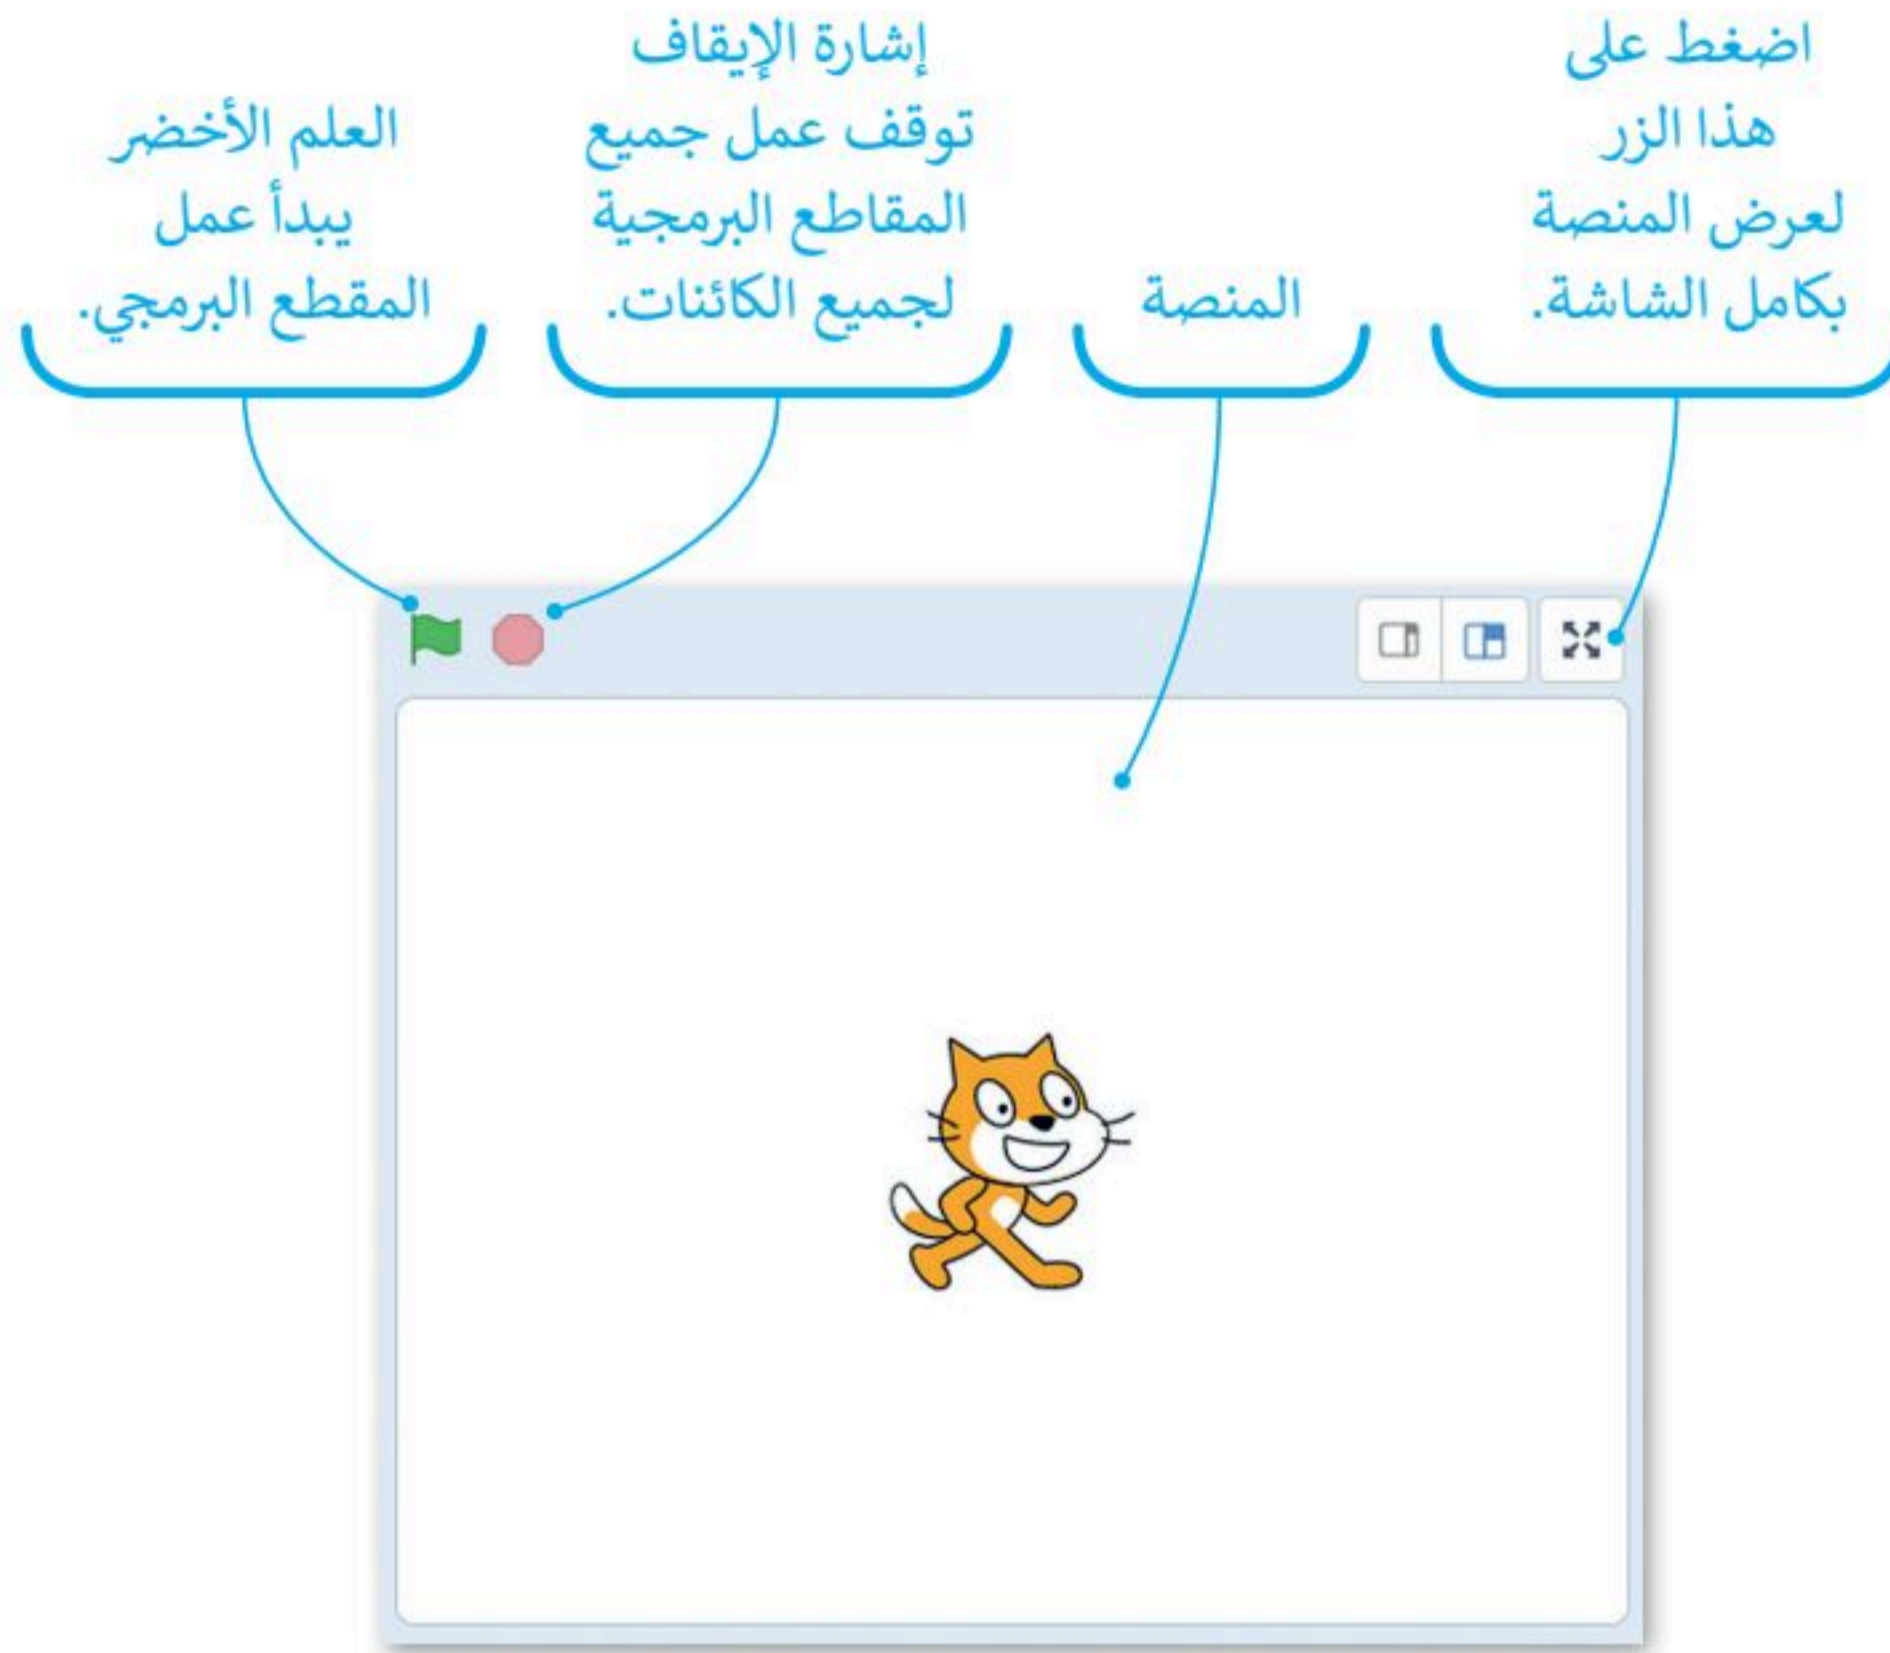 اضغط على
هذا الزر
لعرض المنصة
بكامل الشاشة.
المنصة
إشارة الإيقاف
توقف عمل جميع
المقاطع البرمجية
لجميع الكائنات.
العلم الأخضر
يبدأ عمل
المقطع البرمجي.